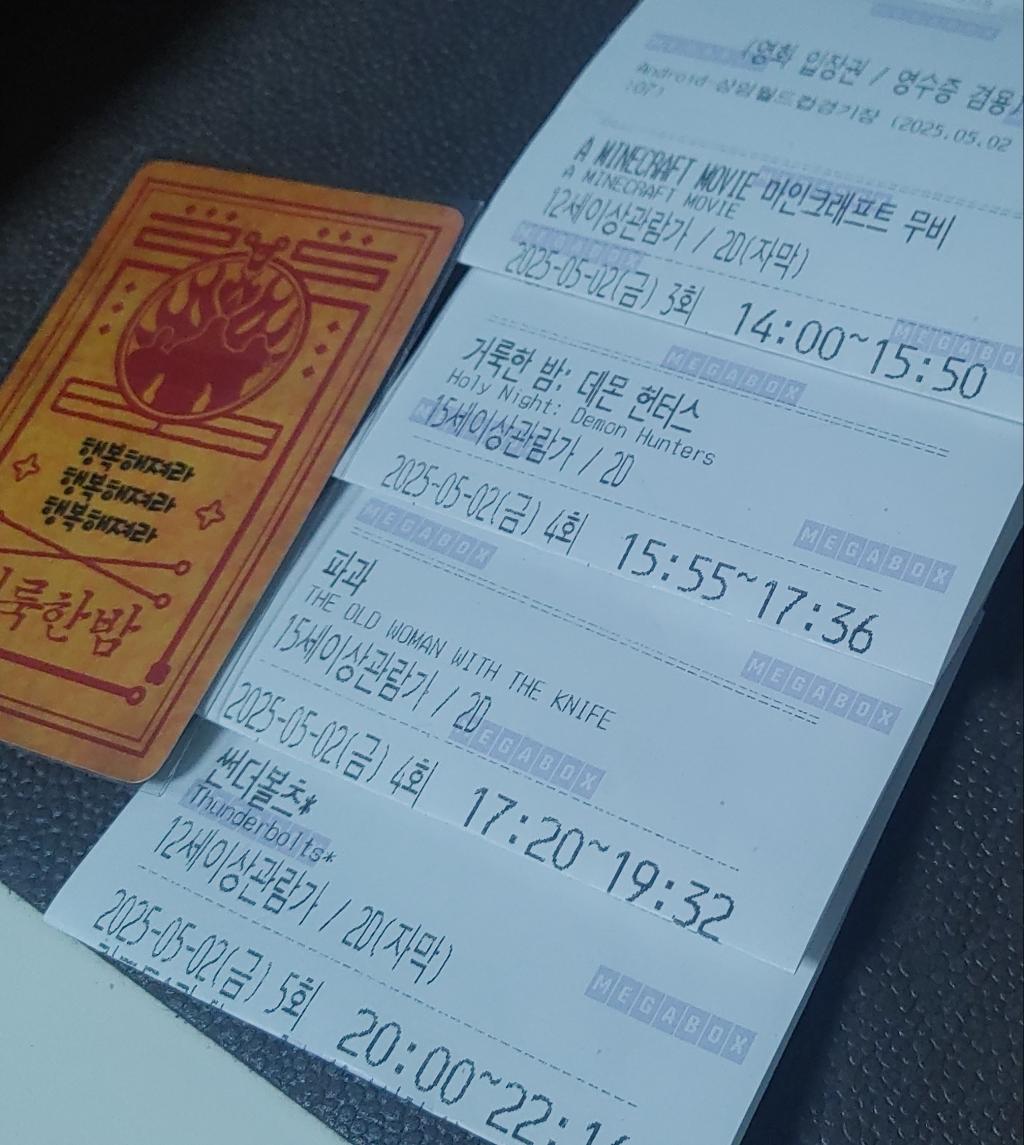 (영화 입장권 / 영수증 겸용)
Android 상암월드컵경기장 (2025.05.02
:07)
A MINECRAFT MOVIE 마인크래프트 무비
A MINECRAFT MOVIE
12세이상관람가 / 2D(자막)
2025-05-02(금) 3회 14:00~15:50
거룩한 밤: 데몬 헌터스
Holy Night: Demon Hunters
15세이상관람가 / 2D
2025-05-02(금) 4회 15:55~17:36
파과
THE OLD WOMAN WITH THE KNIFE
15세이상관람가 / 2D
2025-05-02(금) 4회 17:20~19:32
썬더볼츠*
Thunderbolts*
12세이상관람가 / 2D(자막)
2025-05-02(금) 5회 20:00~22:1
MEGABOX
MEGABOX
MEGABOX
MEGABOX
MEGABOX
MEGABOX
MEGABOX
행복해져라
행복해져라
행복해져라
룩한밤